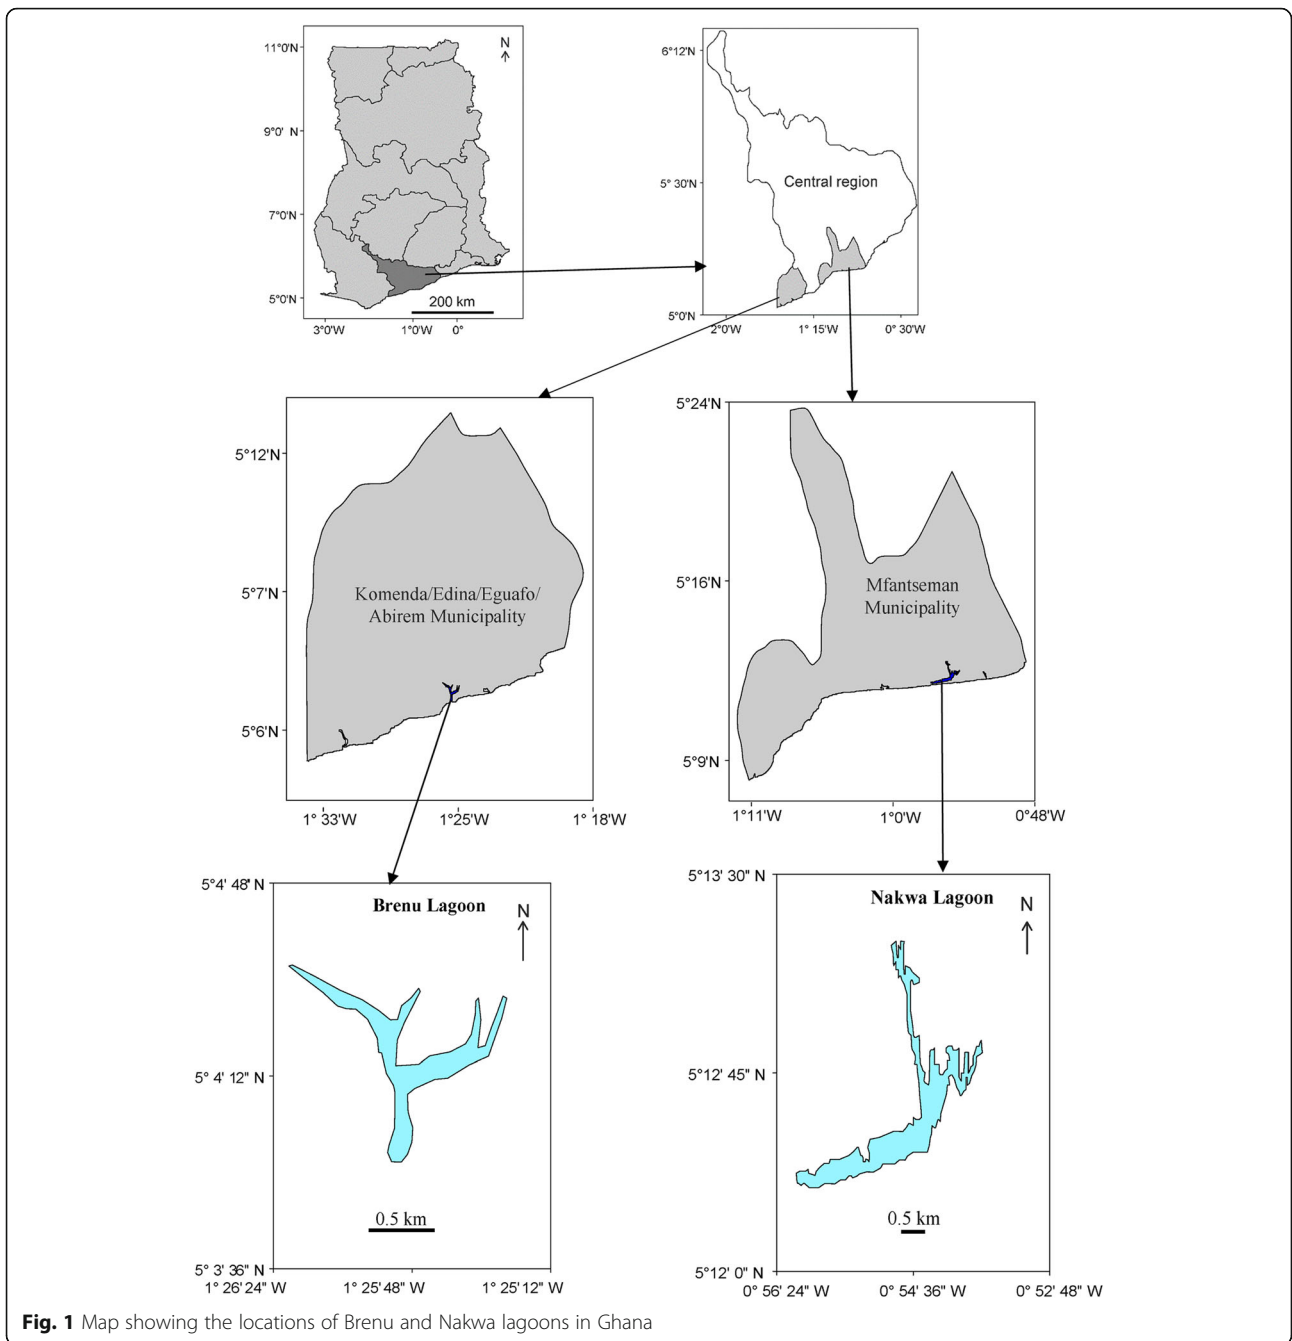 11°0'N
9°0' N
7°0'N
5°0'N
3°0'W
1°0'W
0°
N
200 km
6°12'N
5° 30'N
5°0'N
2°0'W
1° 15'W
0° 30'W
Central region
5°12'N
5°7'N
5°6'N
1° 33'W
1°25'W
1° 18'W
Komenda/Edina/Eguafo/
Abirem Municipality
5°24'N
5°16'N
5°9'N
1°11'W
1°0'W
0°48'W
Mfantseman
Municipality
5°4' 48" N
5° 4' 12" N
5° 3' 36" N
1° 26' 24" W
1° 25' 48" W
1° 25' 12" W
Brenu Lagoon
N
0.5 km
5°13' 30" N
5°12' 45" N
5°12' 0" N
0° 56' 24" W
0° 54' 36" W
0° 52' 48" W
Nakwa Lagoon
N
0.5 km
Fig. 1 Map showing the locations of Brenu and Nakwa lagoons in Ghana